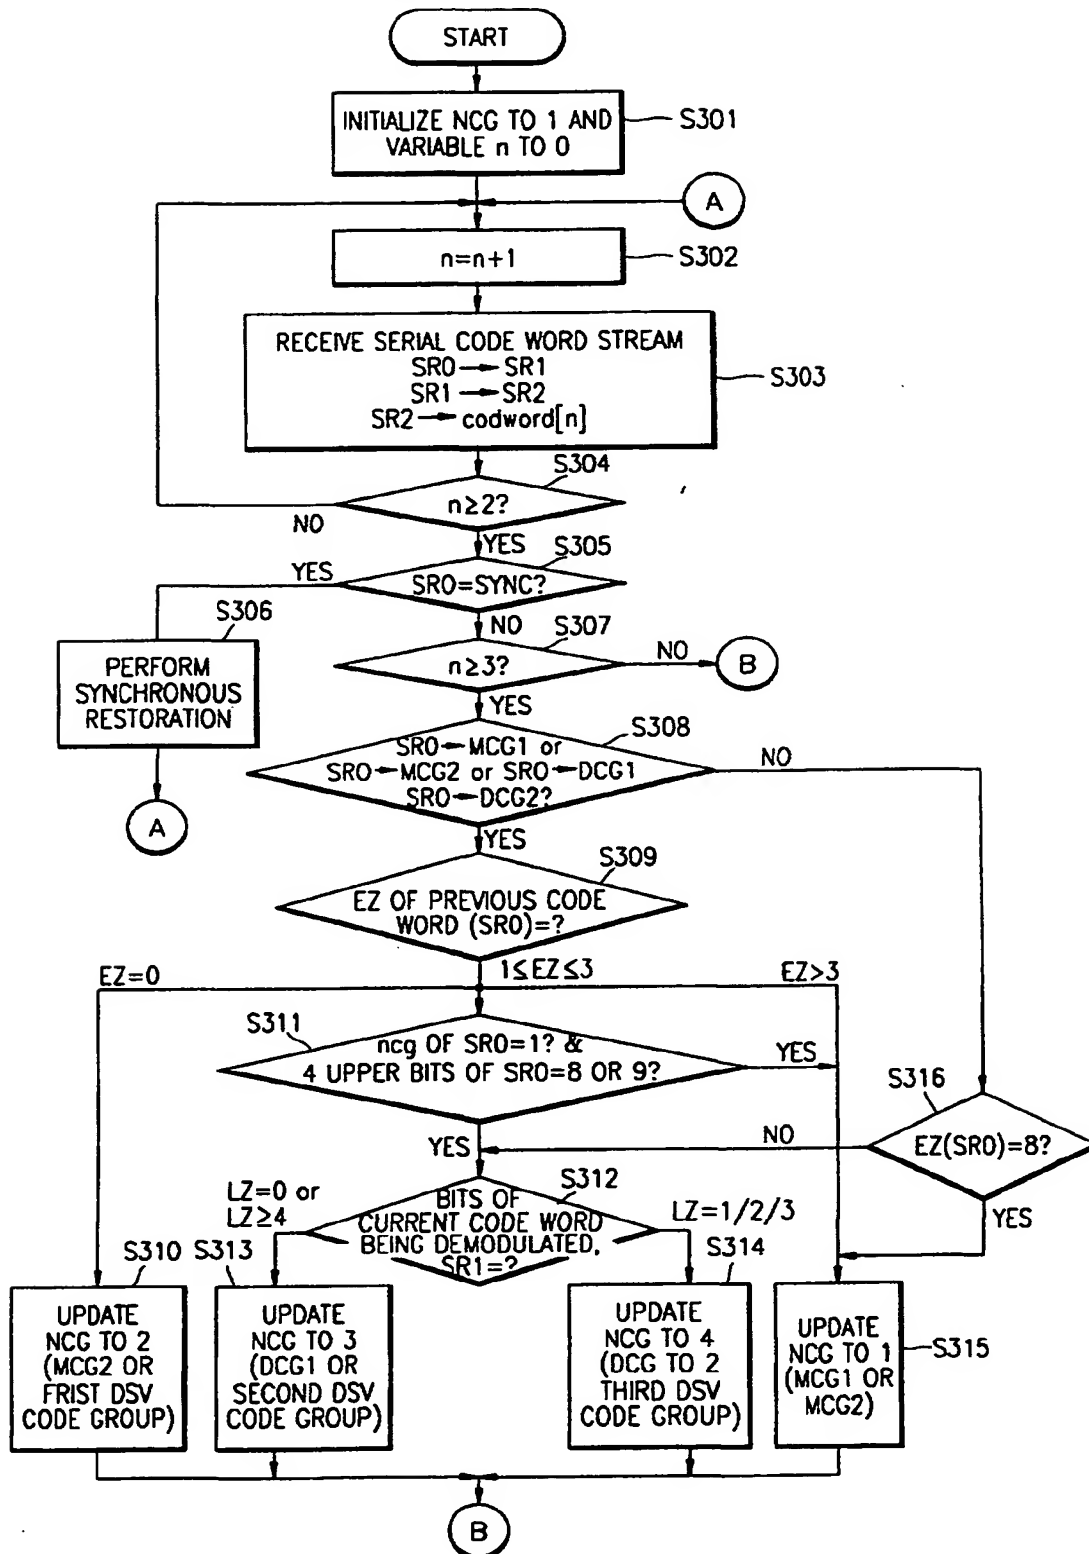 START
INITIALIZE NCG TO 1 AND
VARIABLE n TO 0
S301
A
n=n+1
S302
RECEIVE SERIAL CODE WORD STREAM
SR0→SR1
SR1→SR2
SR2→codword[n]
S303
S304
n≥2?
NO
YES
S305
SR0=SYNC?
YES
NO
S306
PERFORM
SYNCHRONOUS
RESTORATION
A
S307
n≥3?
NO
B
YES
S308
SR0→MCG1 or
SR0→MCG2 or SR0→DCG1
SR0→DCG2?
NO
YES
S309
EZ OF PREVIOUS CODE
WORD (SR0)=?
EZ=0
1≤EZ≤3
EZ>3
S311
ncg OF SR0=1? &
4 UPPER BITS OF SR0=8 OR 9?
YES
YES
S316
EZ(SR0)=8?
NO
YES
S312
BITS OF
CURRENT CODE WORD
BEING DEMODULATED,
SR1=?
LZ=0 or
LZ≥4
LZ=1/2/3
S310
UPDATE
NCG TO 2
(MCG2 OR
FRIST DSV
CODE GROUP)
S313
UPDATE
NCG TO 3
(DCG1 OR
SECOND DSV
CODE GROUP)
S314
UPDATE
NCG TO 4
(DCG TO 2
THIRD DSV
CODE GROUP)
UPDATE
NCG TO 1
(MCG1 OR
MCG2)
S315
B